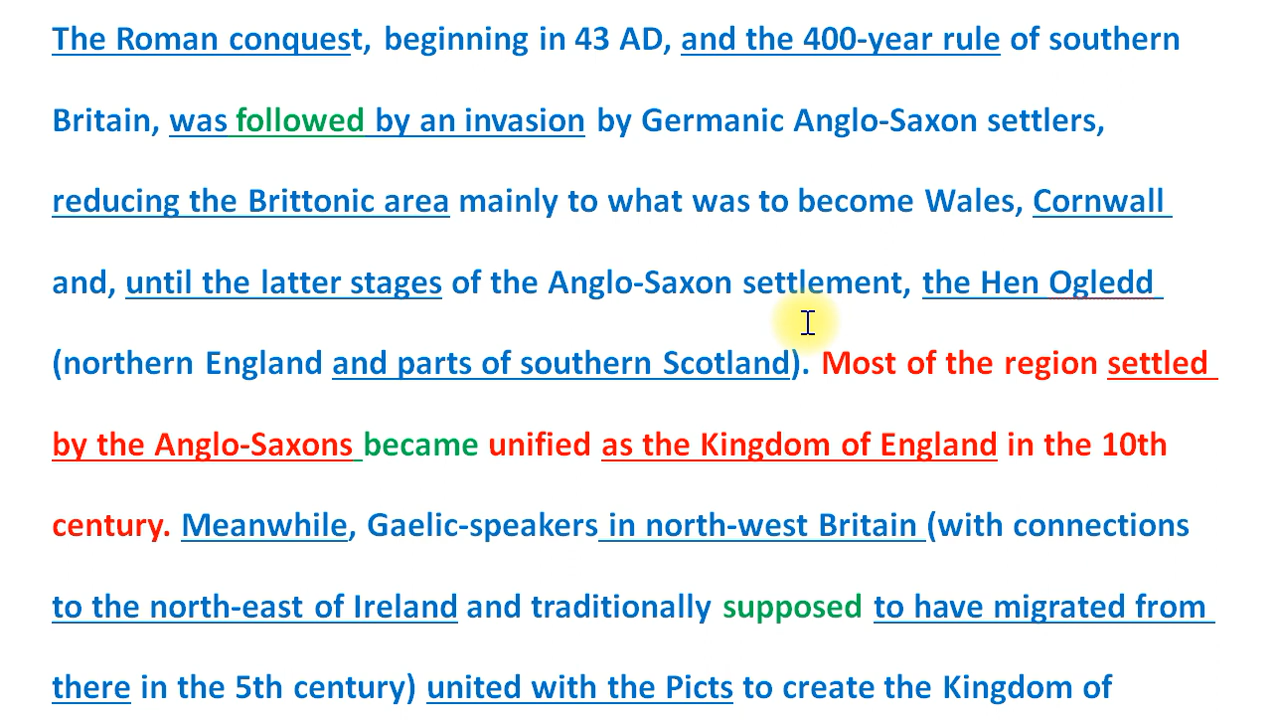 The Roman conquest, beginning in 43 AD, and the 400-year rule of southern
Britain, was followed by an invasion by Germanic Anglo-Saxon settlers,
reducing the Brittonic area mainly to what was to become Wales, Cornwall
and, until the latter stages of the Anglo-Saxon settlement, the Hen Ogledd
(northern England and parts of southern Scotland). Most of the region settled
by the Anglo-Saxons became unified as the Kingdom of England in the 10th
century. Meanwhile, Gaelic-speakers in north-west Britain (with connections
to the north-east of Ireland and traditionally supposed to have migrated from
there in the 5th century) united with the Picts to create the Kingdom of